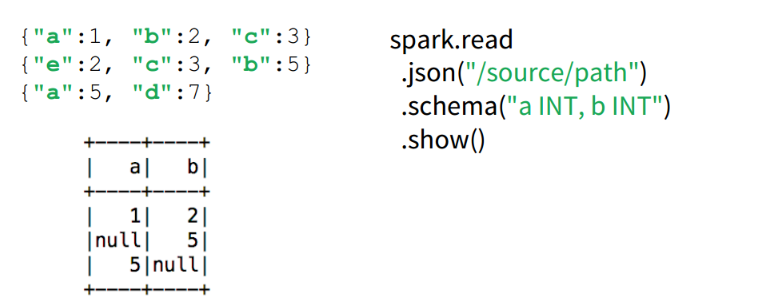 {"a":1, "b":2, "c":3}
{"e":2, "c":3, "b":5}
{"a":5, "d":7}
+----+----+
|   a|   b|
+----+----+
|   1|   2|
|null|   5|
|   5|null|
+----+----+
spark.read
.json("/source/path")
.schema("a INT, b INT")
.show()